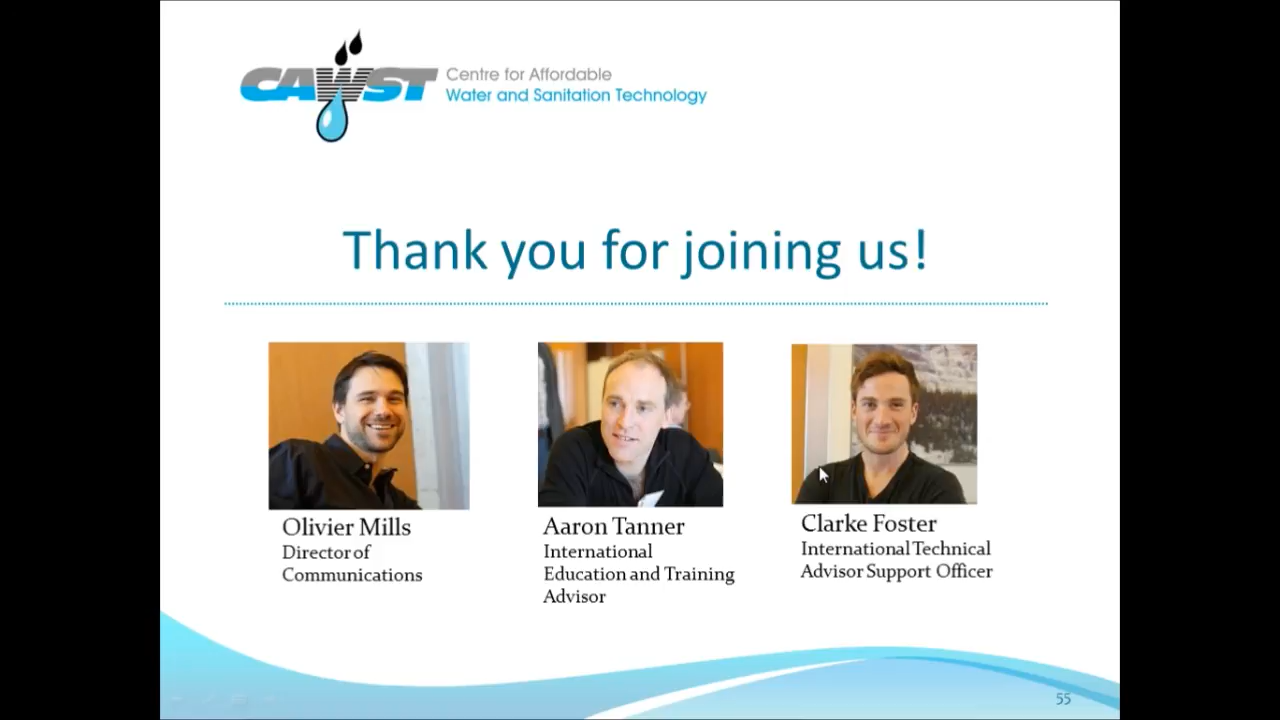 CAWST
Centre for Affordable
Water and Sanitation Technology
Thank you for joining us!
Olivier Mills
Director of
Communications
Aaron Tanner
International
Education and Training
Advisor
Clarke Foster
International Technical
Advisor Support Officer
55